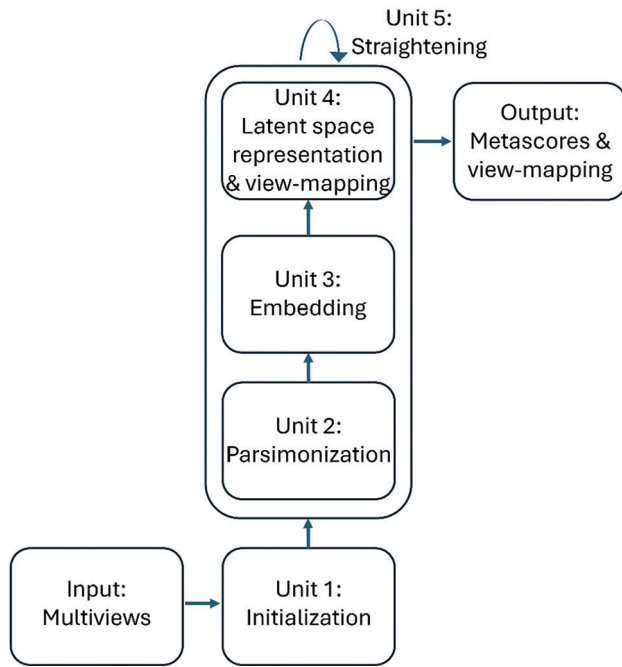 Unit 5:
Straightening
Unit 4:
Latent space
representation
& view-mapping
Output:
Metascores &
view-mapping
Unit 3:
Embedding
Unit 2:
Parsimonization
Input:
Multiviews
Unit 1:
Initialization